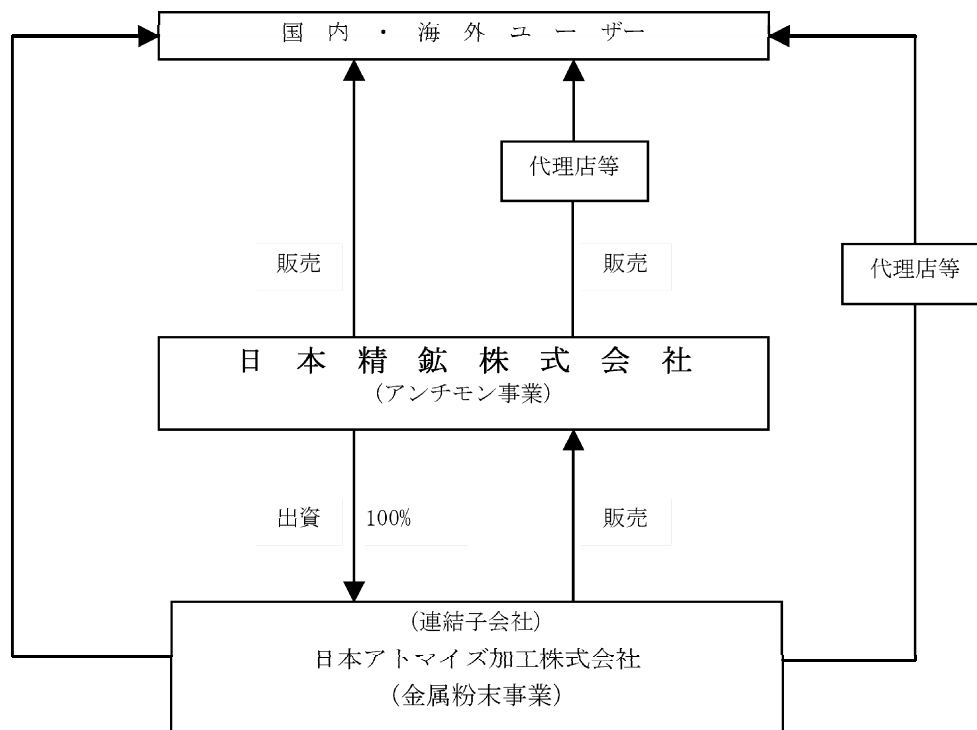 国内・海外ユーザー
代理店等
販売
販売
代理店等
日本精鉱株式会社
(アンチモン事業)
出資
100%
販売
(連結子会社)
日本アトマイズ加工株式会社
(金属粉末事業)